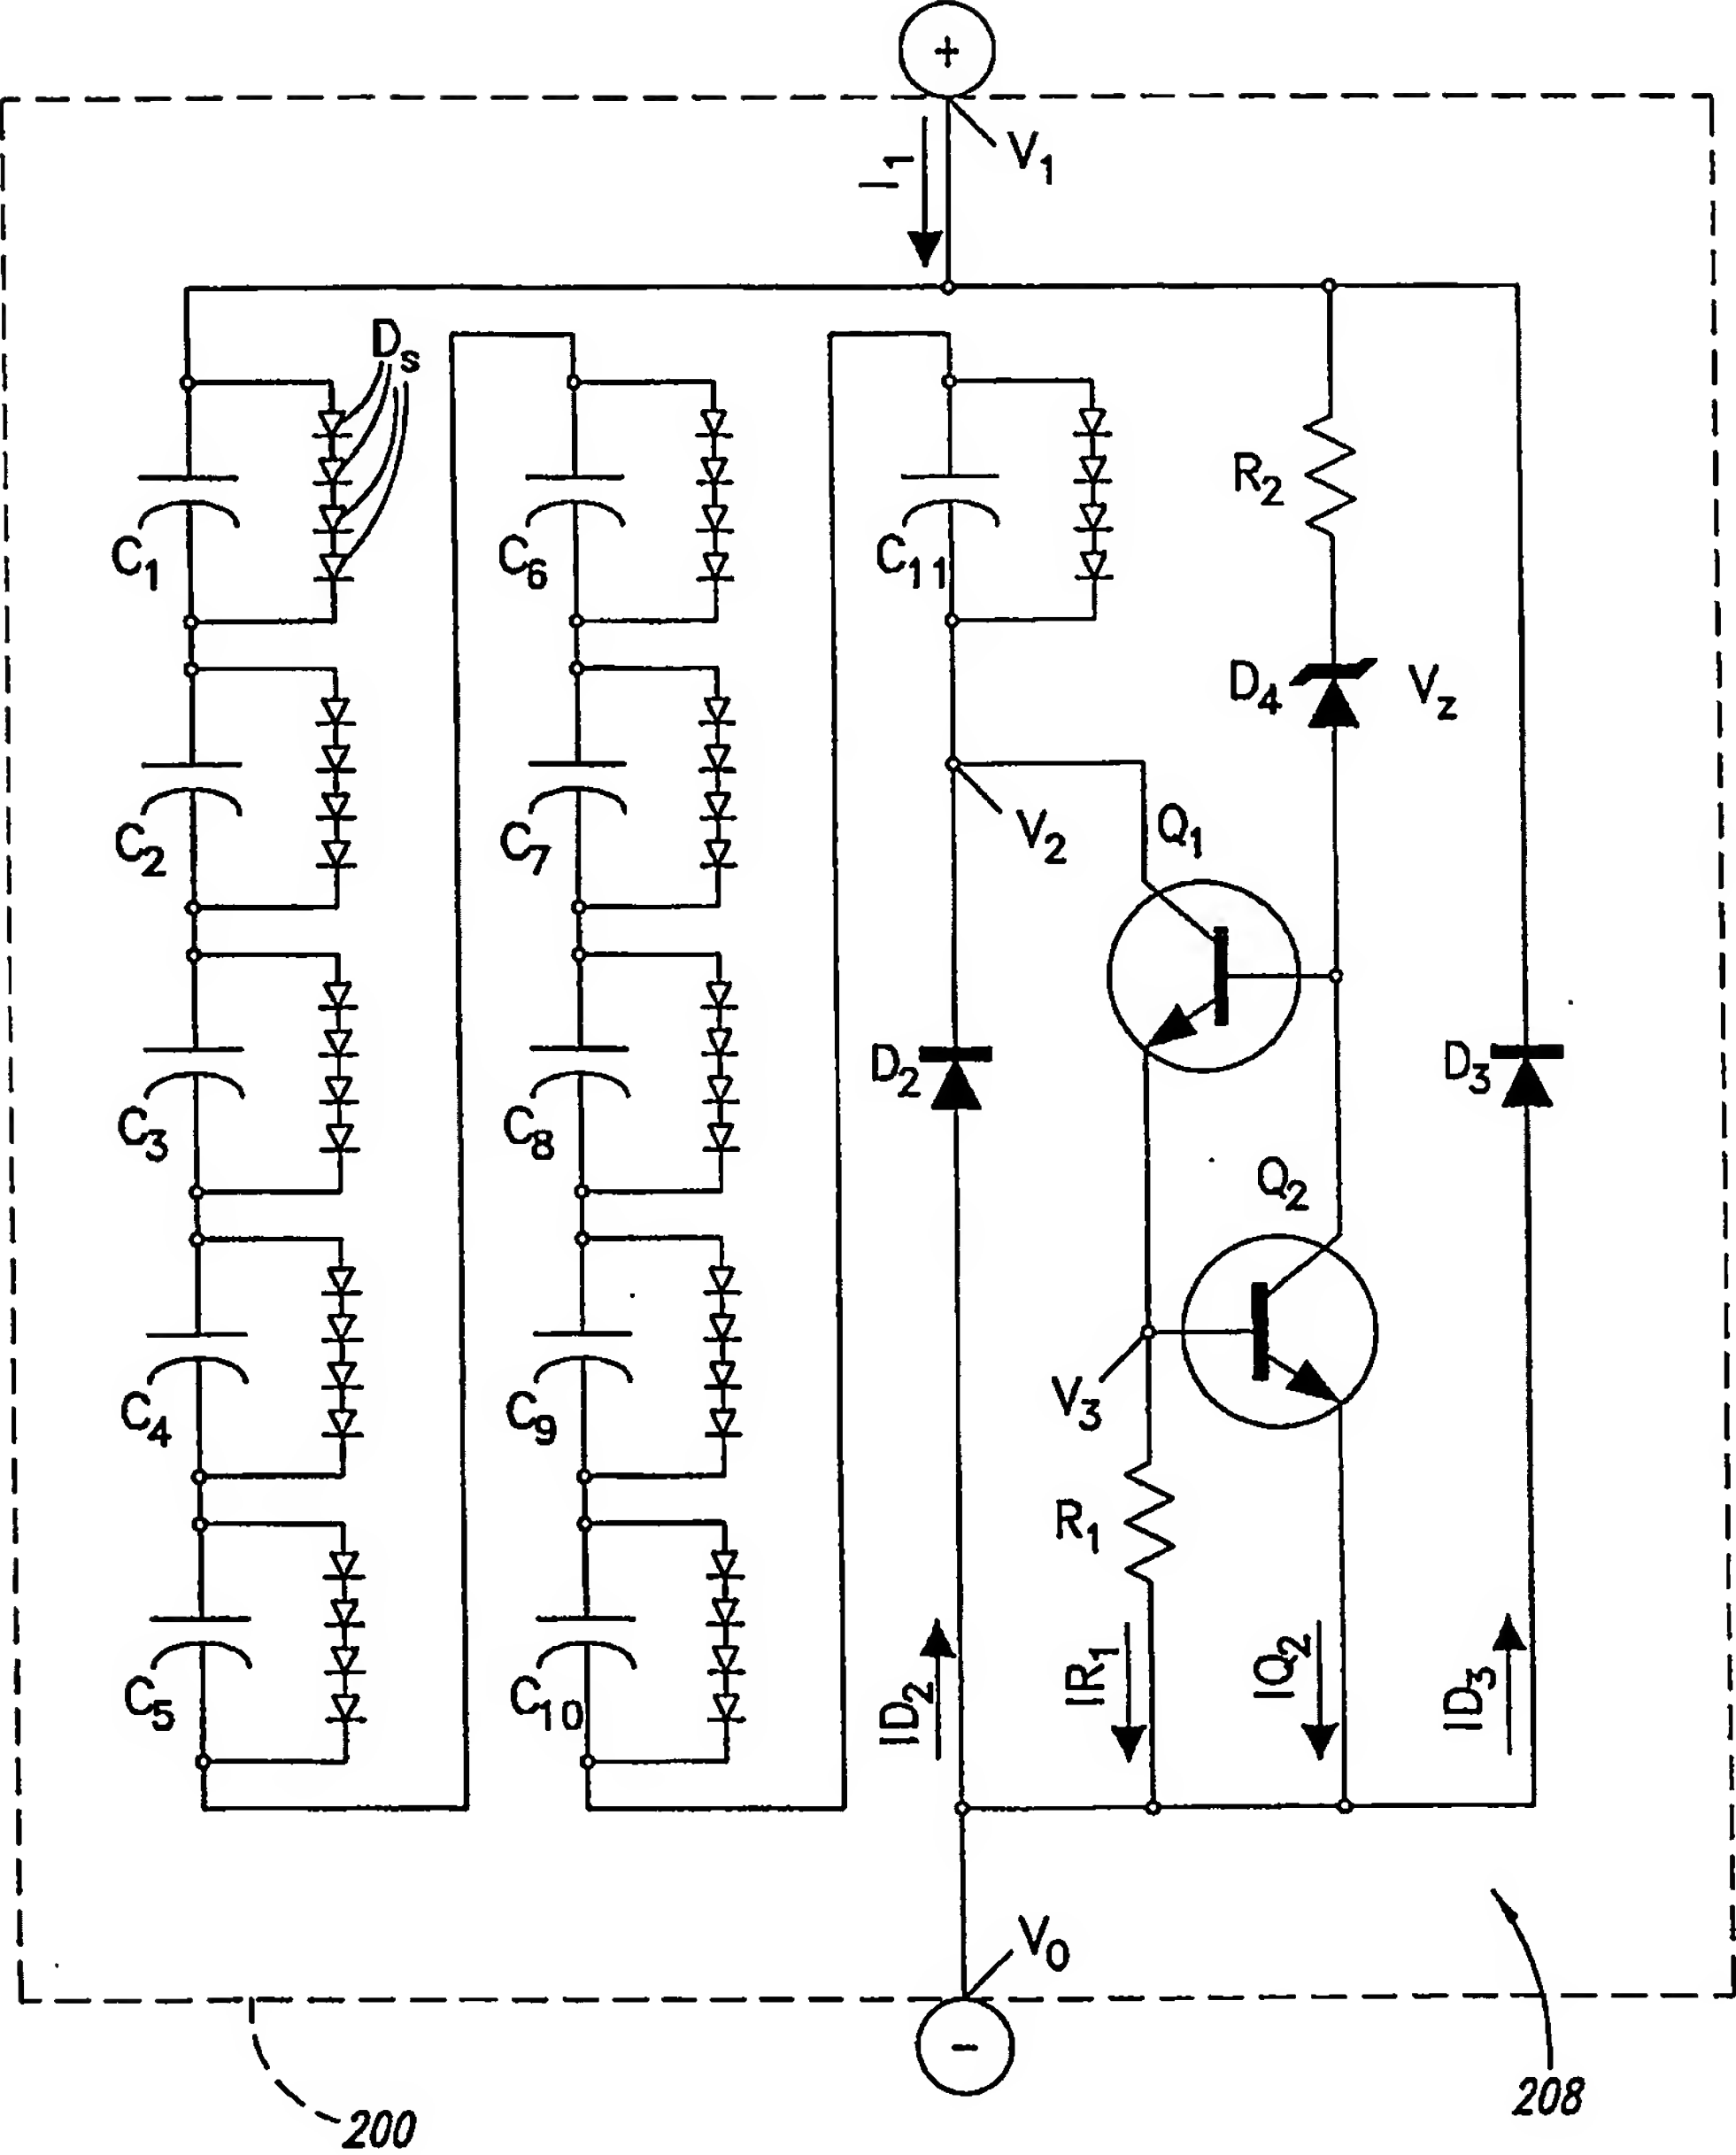 +
V1
I1
Ds
C1
C6
C11
R2
D4
Vz
C2
C7
V2
Q1
C3
C8
D2
D3
Q2
C4
C9
V3
R1
C5
C10
ID2
IR1
IQ2
ID3
V0
-
200
208